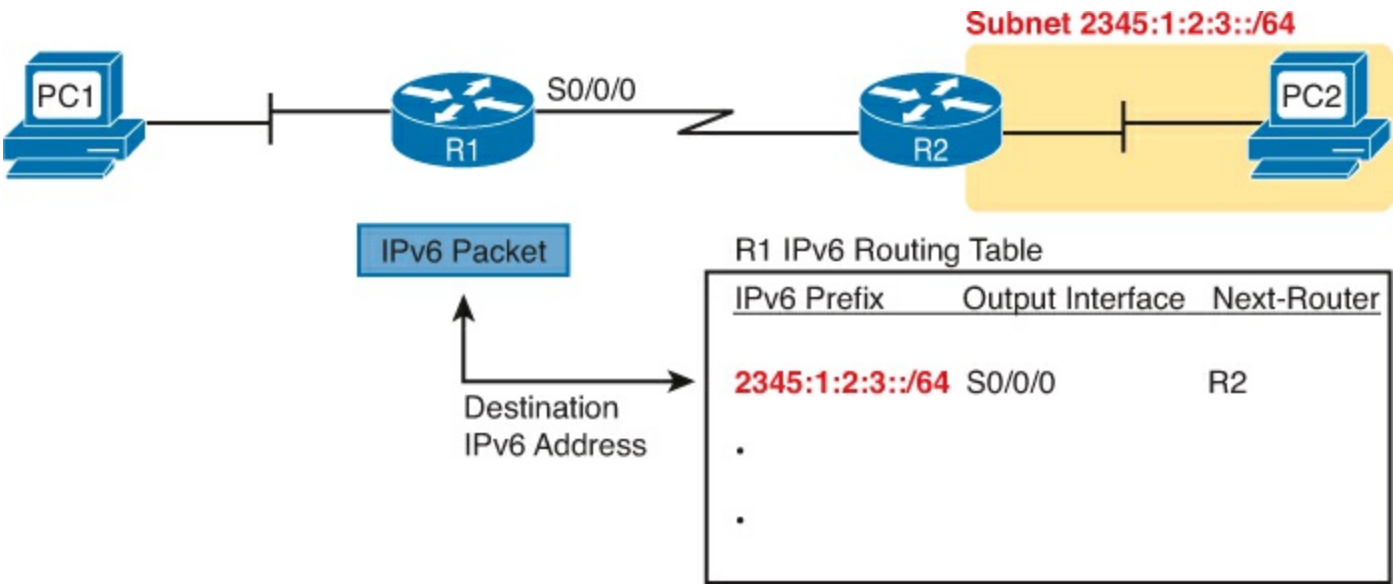 Subnet 2345:1:2:3::/64
PC1
S0/0/0
PC2
R1
R2
IPv6 Packet
R1 IPv6 Routing Table
IPv6 Prefix Output Interface Next-Router
2345:1:2:3::/64 S0/0/0 R2
Destination
IPv6 Address
.
.